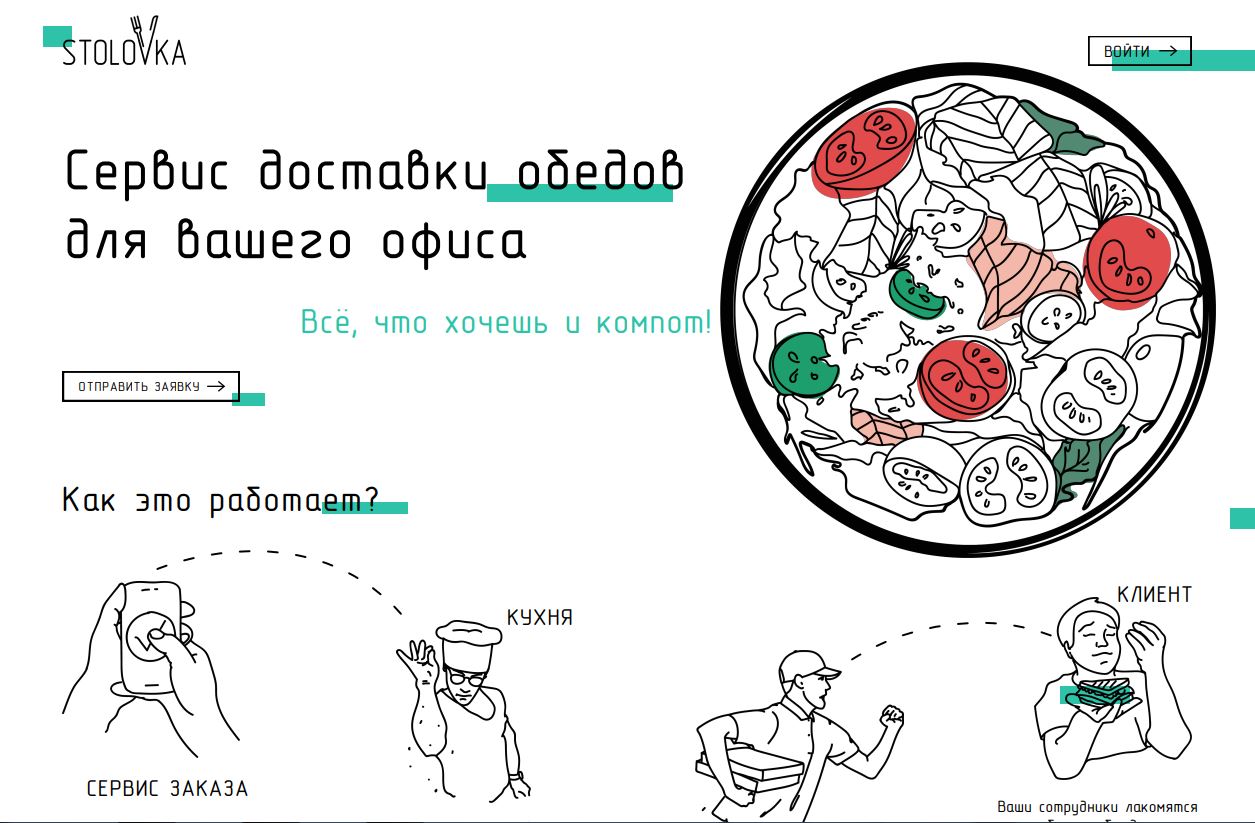 STOLOVKA
ВОЙТИ
Сервис доставки обедов
для вашего офиса
Всё, что хочешь и компот!
ОТПРАВИТЬ ЗАЯВКУ
Как это работает?
КУХНЯ
КЛИЕНТ
СЕРВИС ЗАКАЗА
Ваши сотрудники лакомятся